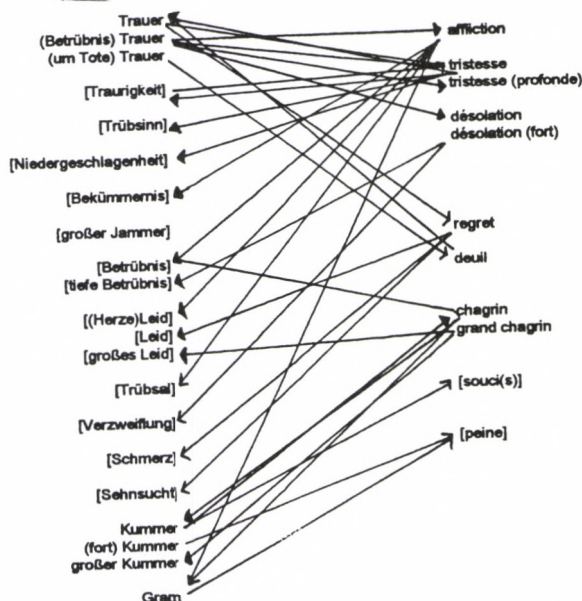 Trauer
(Betrübnis) Trauer
(um Tote) Trauer
[Traurigkeit]
[Trübsinn]
[Niedergeschlagenheit]
[Bekümmernis]
[großer Jammer]
[Betrübnis]
[tiefe Betrübnis]
[(Herze)Leid]
[Leid]
[großes Leid]
[Trübsal]
[Verzweiflung]
[Schmerz]
[Sehnsucht]
Kummer
(fort) Kummer
großer Kummer
Gram
affliction
tristesse
tristesse (profonde)
désolation
désolation (fort)
regret
deuil
chagrin
grand chagrin
[souci(s)]
[peine]